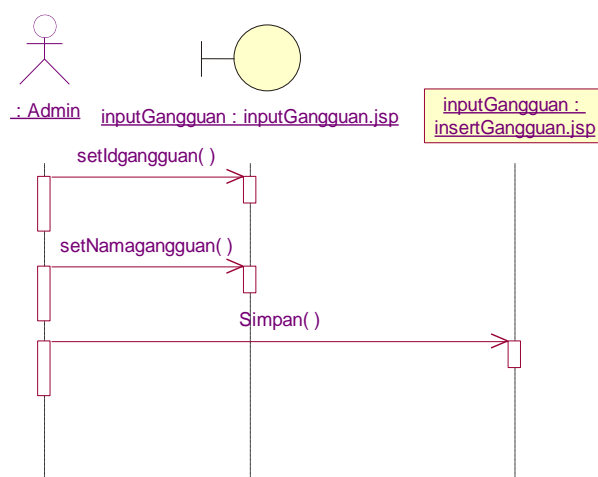 : Admin
inputGangguan : inputGangguan.jsp
inputGangguan :
insertGangguan.jsp
setIdgangguan( )
setNamagangguan( )
Simpan( )